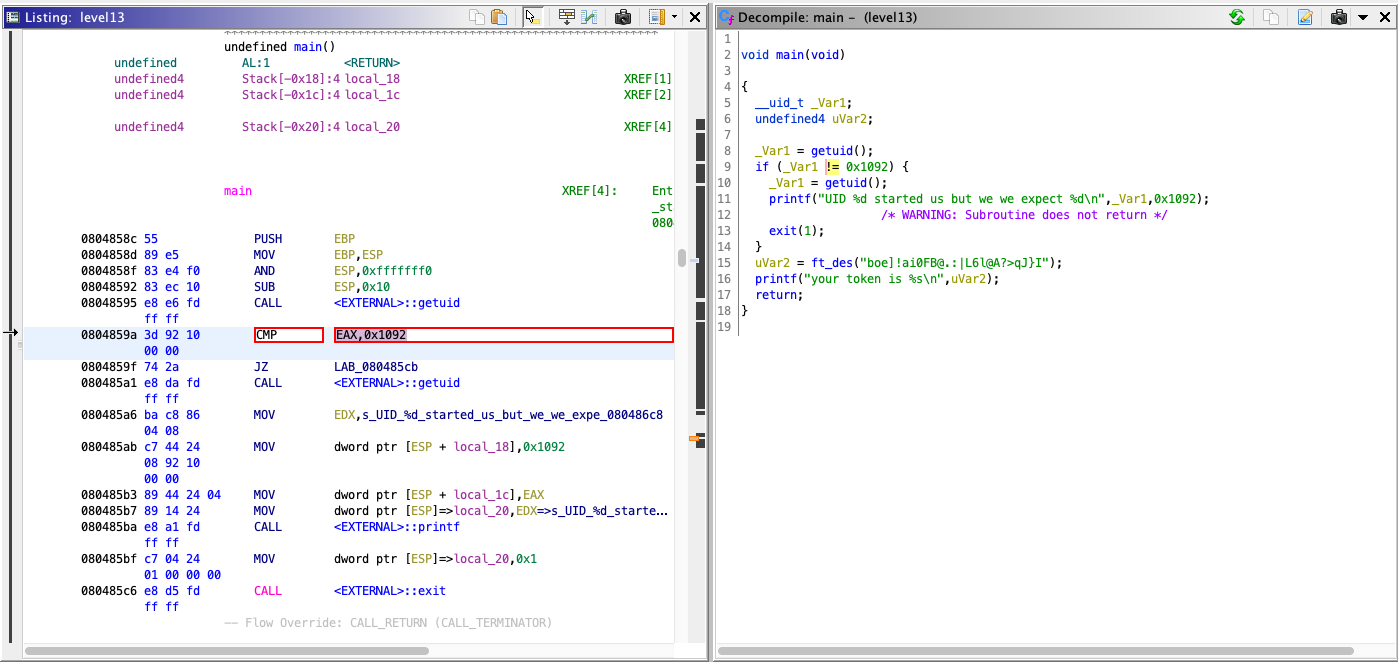 Listing: level13
undefined main()
undefined AL:1 <RETURN>
undefined4 Stack[-0x18]:4 local_18 XREF[1]
undefined4 Stack[-0x1c]:4 local_1c XREF[2]
undefined4 Stack[-0x20]:4 local_20 XREF[4]
main XREF[4]: Ent
_st
080
0804858c 55 PUSH EBP
0804858d 89 e5 MOV EBP,ESP
0804858f 83 e4 f0 AND ESP,0xfffffff0
08048592 83 ec 10 SUB ESP,0x10
08048595 e8 e6 fd CALL <EXTERNAL>::getuid
ff ff
0804859a 3d 92 10 CMP EAX,0x1092
00 00
0804859f 74 2a JZ LAB_080485cb
080485a1 e8 da fd CALL <EXTERNAL>::getuid
ff ff
080485a6 ba c8 86 MOV EDX,s_UID_%d_started_us_but_we_we_expe_080486c8
04 08
080485ab c7 44 24 MOV dword ptr [ESP + local_18],0x1092
08 92 10
00 00
080485b3 89 44 24 04 MOV dword ptr [ESP + local_1c],EAX
080485b7 89 14 24 MOV dword ptr [ESP]=>local_20,EDX=>s_UID_%d_starte...
080485ba e8 a1 fd CALL <EXTERNAL>::printf
ff ff
080485bf c7 04 24 MOV dword ptr [ESP]=>local_20,0x1
01 00 00 00
080485c6 e8 d5 fd CALL <EXTERNAL>::exit
ff ff
-- Flow Override: CALL_RETURN (CALL_TERMINATOR)
Decompile: main - (level13)
1
2 void main(void)
3
4 {
5 __uid_t _Var1;
6 undefined4 uVar2;
7
8 _Var1 = getuid();
9 if (_Var1 != 0x1092) {
10 _Var1 = getuid();
11 printf("UID %d started us but we we expect %d\n",_Var1,0x1092);
12 /* WARNING: Subroutine does not return */
13 exit(1);
14 }
15 uVar2 = ft_des("boe]!ai0FB@.:|L6l@A?>qJ}I");
16 printf("your token is %s\n",uVar2);
17 return;
18 }
19